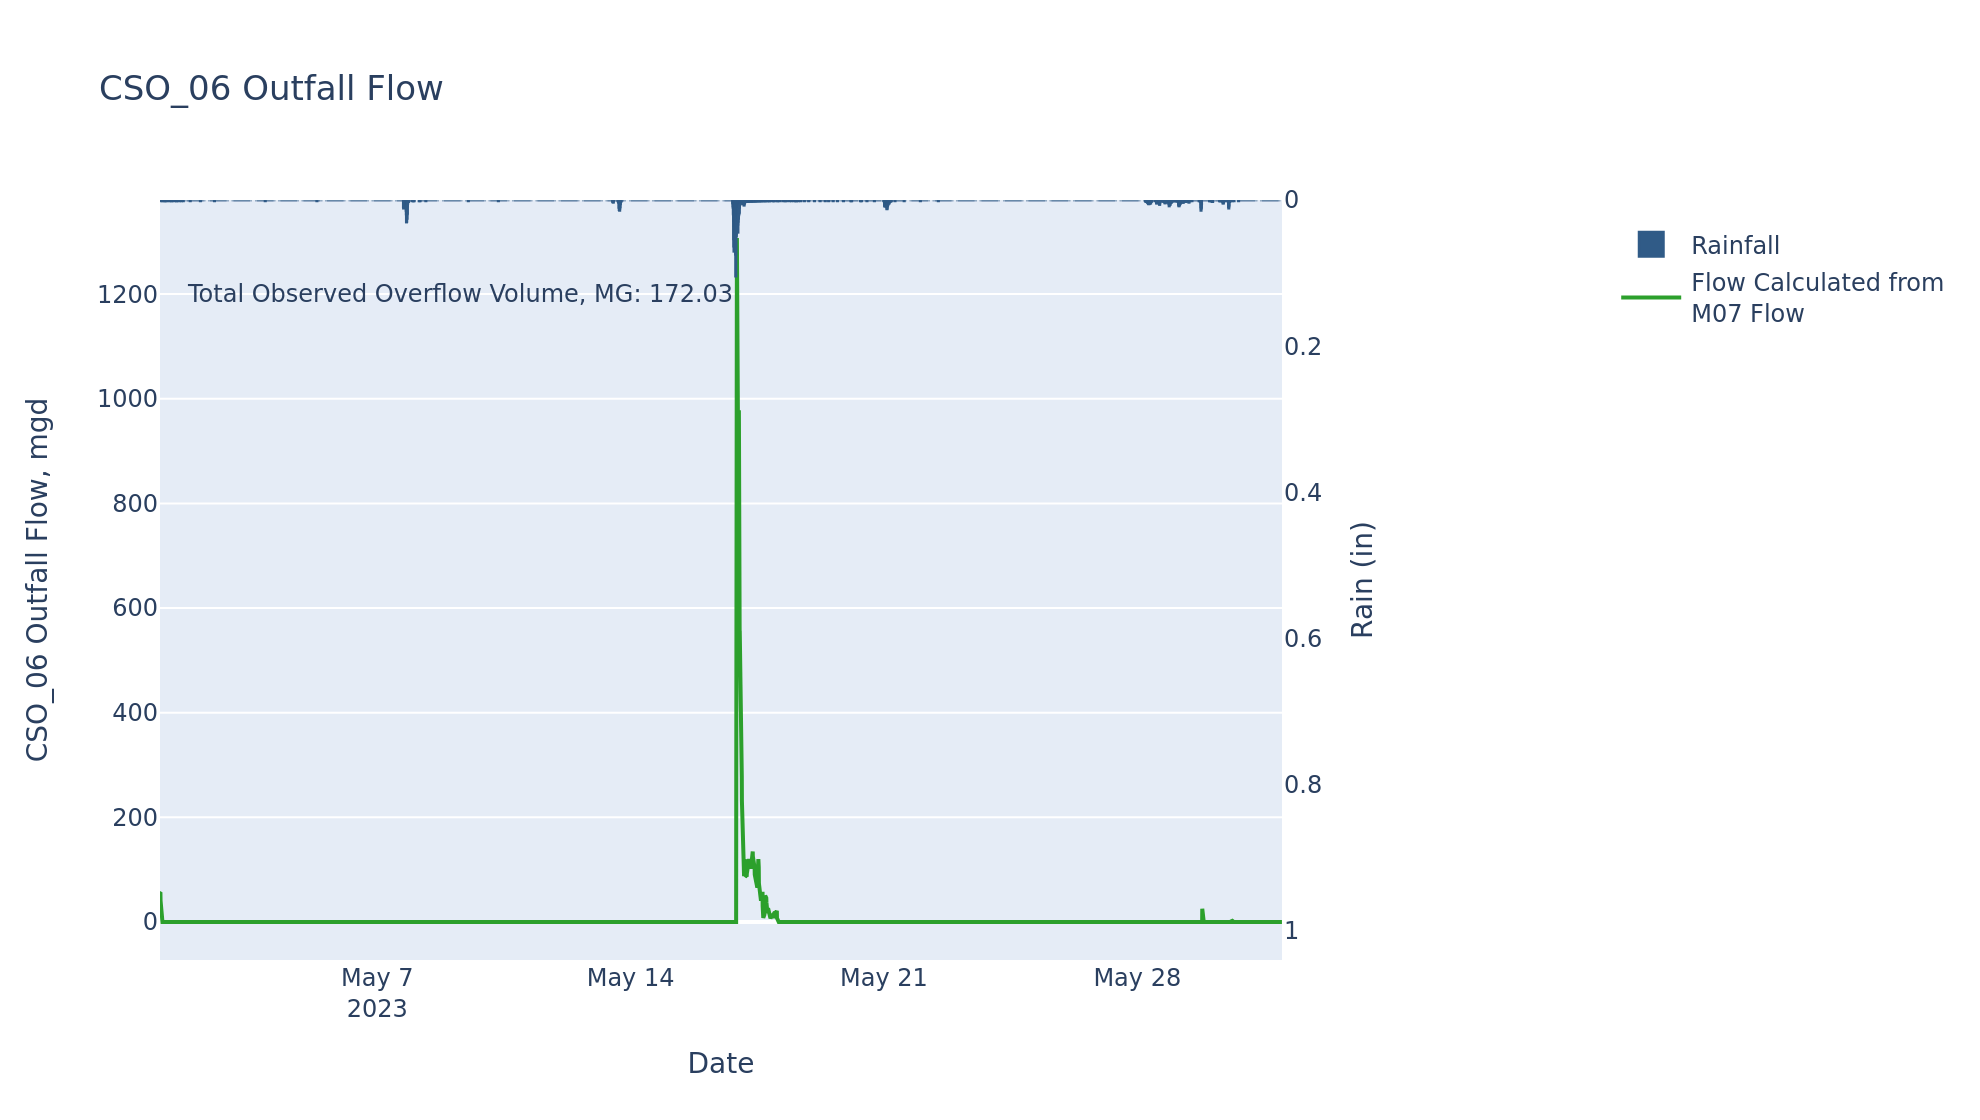 CSO_06 Outfall Flow
Total Observed Overflow Volume, MG: 172.03
CSO_06 Outfall Flow, mgd
1200
1000
800
600
400
200
0
0
0.2
0.4
0.6
0.8
1
Rain (in)
May 7
2023
May 14
May 21
May 28
Date
Rainfall
Flow Calculated from
M07 Flow